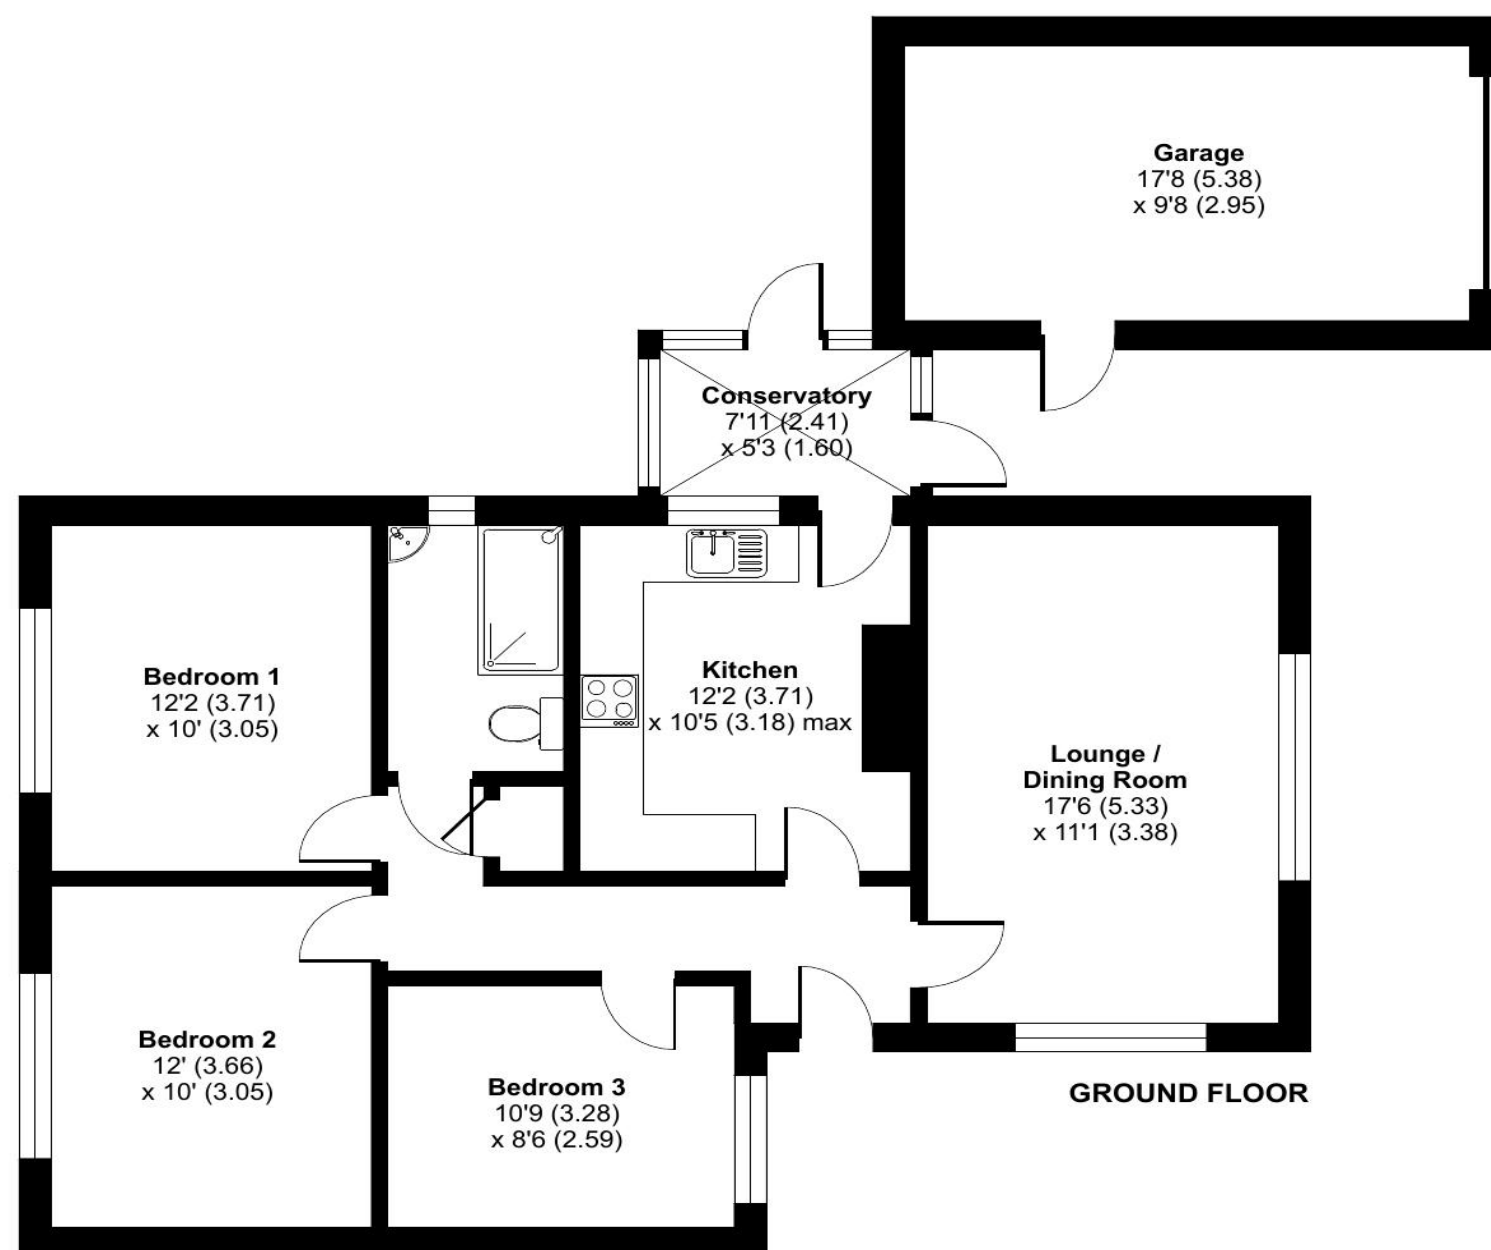 Garage
17'8 (5.38)
x 9'8 (2.95)
Conservatory
7'11 (2.41)
x 5'3 (1.60)
Bedroom 1
12'2 (3.71)
x 10' (3.05)
Kitchen
12'2 (3.71)
x 10'5 (3.18) max
Lounge /
Dining Room
17'6 (5.33)
x 11'1 (3.38)
Bedroom 2
12' (3.66)
x 10' (3.05)
Bedroom 3
10'9 (3.28)
x 8'6 (2.59)
GROUND FLOOR